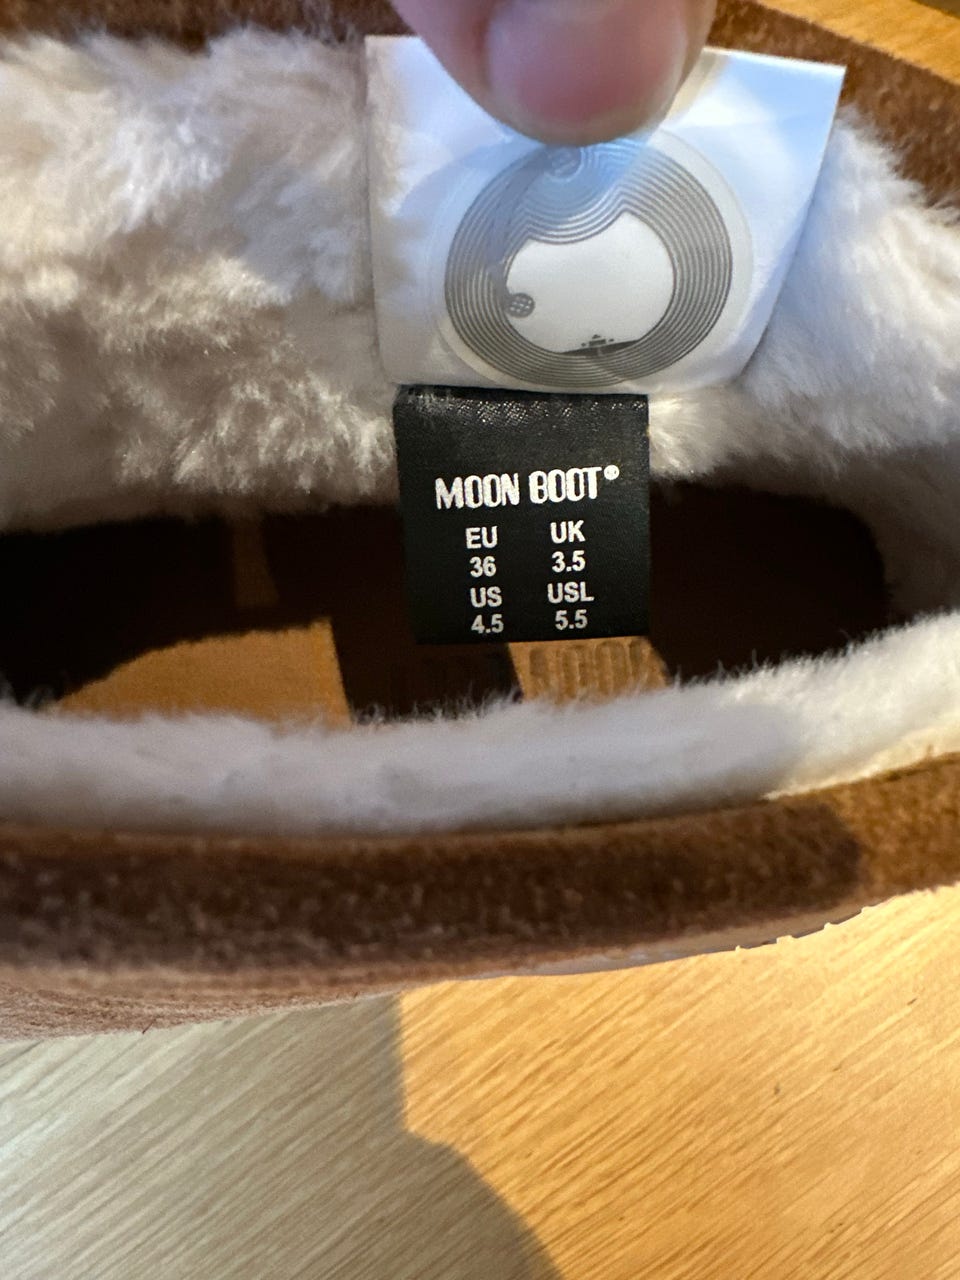 MOON BOOT®
EU UK
36 3.5
US USL
4.5 5.5